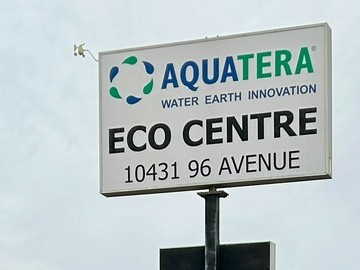 AQUATERA®
WATER EARTH INNOVATION
ECO CENTRE
10431 96 AVENUE